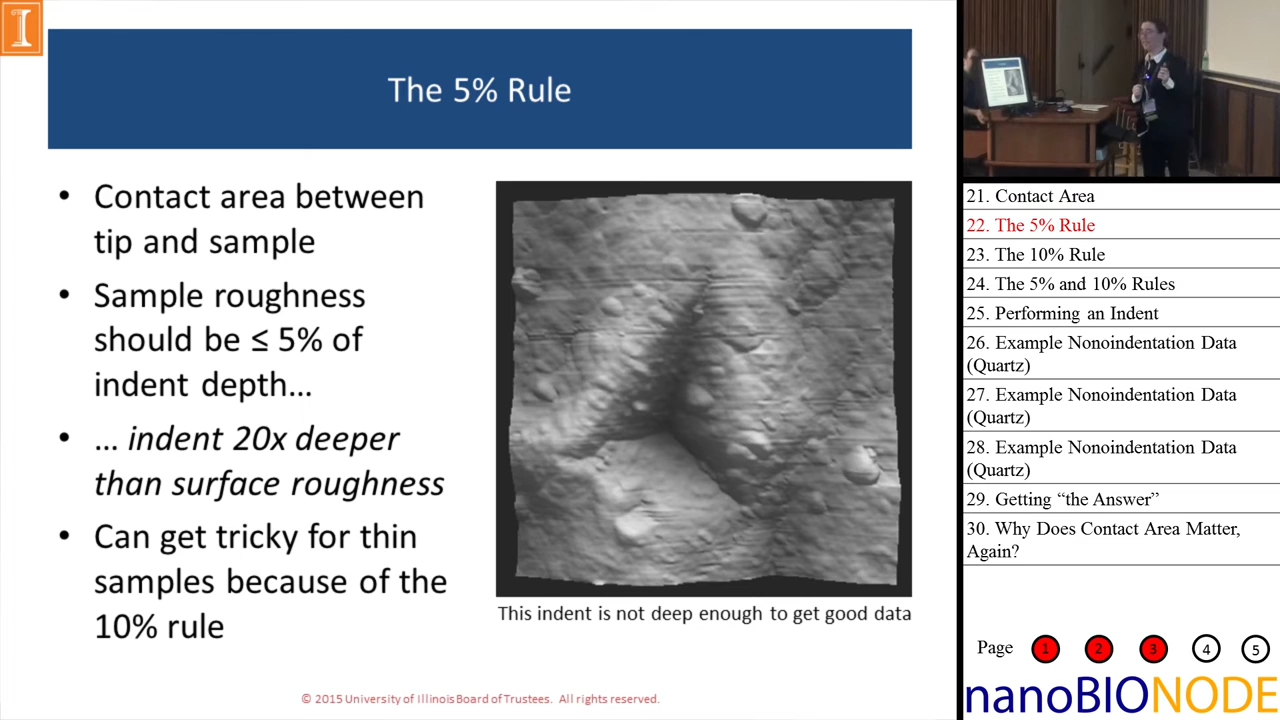 I
The 5% Rule
• Contact area between
tip and sample
• Sample roughness
should be ≤ 5% of
indent depth…
• … indent 20x deeper
than surface roughness
• Can get tricky for thin
samples because of the
10% rule
This indent is not deep enough to get good data
© 2015 University of IllinoisBoard of Trustees. All rights reserved.
21. Contact Area
22. The 5% Rule
23. The 10% Rule
24. The 5% and 10% Rules
25. Performing an Indent
26. Example Nonoindentation Data
(Quartz)
27. Example Nonoindentation Data
(Quartz)
28. Example Nonoindentation Data
(Quartz)
29. Getting “the Answer”
30. Why Does Contact Area Matter,
Again?
Page 1 2 3 4 5
nanoBIONODE